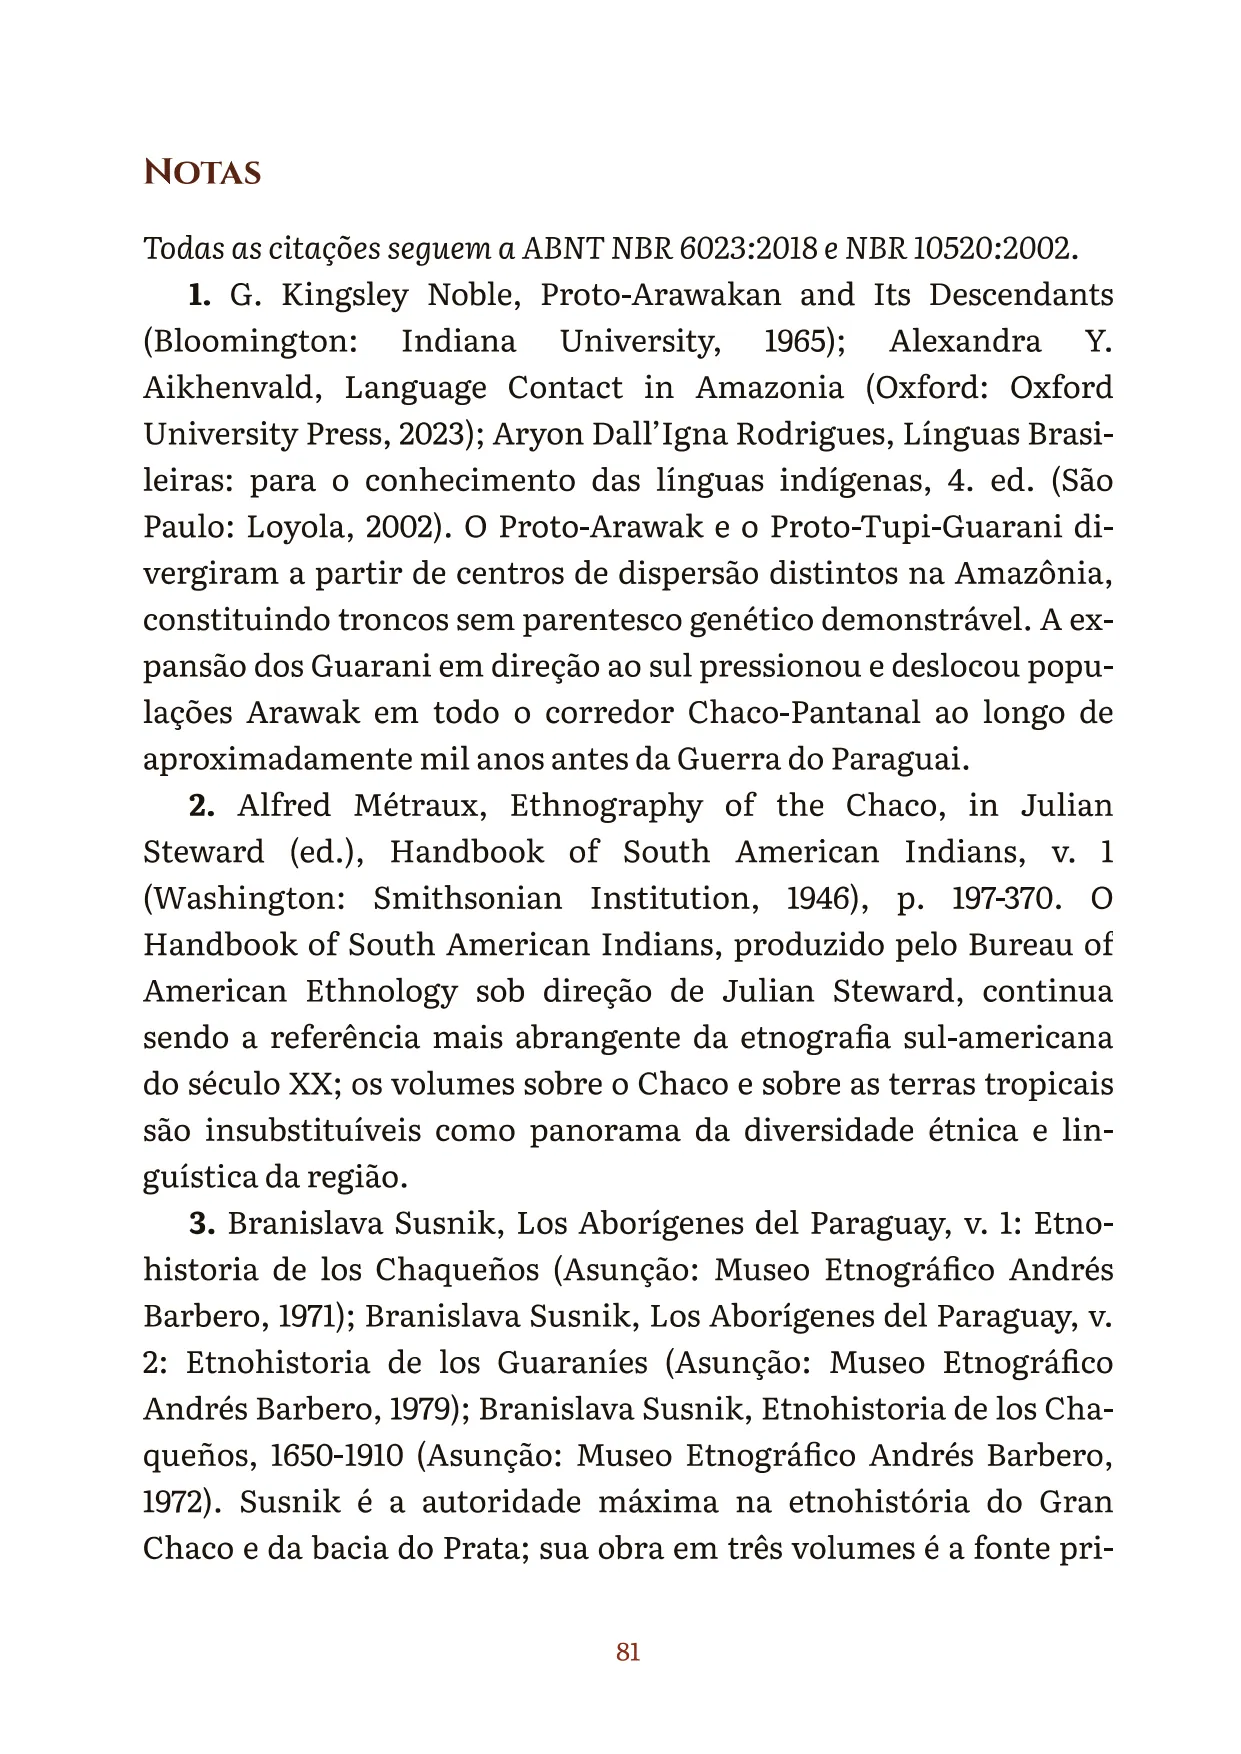 Notas
Todas as citações seguem a ABNT NBR 6023:2018 e NBR 10520:2002.
1. G. Kingsley Noble, Proto-Arawakan and Its Descendants
(Bloomington: Indiana University, 1965); Alexandra Y.
Aikhenvald, Language Contact in Amazonia (Oxford: Oxford
University Press, 2023); Aryon Dall’Igna Rodrigues, Línguas Brasi-
leiras: para o conhecimento das línguas indígenas, 4. ed. (São
Paulo: Loyola, 2002). O Proto-Arawak e o Proto-Tupi-Guarani di-
vergiram a partir de centros de dispersão distintos na Amazônia,
constituindo troncos sem parentesco genético demonstrável. A ex-
pansão dos Guarani em direção ao sul pressionou e deslocou popu-
lações Arawak em todo o corredor Chaco-Pantanal ao longo de
aproximadamente mil anos antes da Guerra do Paraguai.
2. Alfred Métraux, Ethnography of the Chaco, in Julian
Steward (ed.), Handbook of South American Indians, v. 1
(Washington: Smithsonian Institution, 1946), p. 197-370. O
Handbook of South American Indians, produzido pelo Bureau of
American Ethnology sob direção de Julian Steward, continua
sendo a referência mais abrangente da etnografia sul-americana
do século XX; os volumes sobre o Chaco e sobre as terras tropicais
são insubstituíveis como panorama da diversidade étnica e lin-
guística da região.
3. Branislava Susnik, Los Aborígenes del Paraguay, v. 1: Etno-
historia de los Chaqueños (Asunção: Museo Etnográfico Andrés
Barbero, 1971); Branislava Susnik, Los Aborígenes del Paraguay, v.
2: Etnohistoria de los Guaraníes (Asunção: Museo Etnográfico
Andrés Barbero, 1979); Branislava Susnik, Etnohistoria de los Cha-
queños, 1650-1910 (Asunção: Museo Etnográfico Andrés Barbero,
1972). Susnik é a autoridade máxima na etnohistória do Gran
Chaco e da bacia do Prata; sua obra em três volumes é a fonte pri-
81